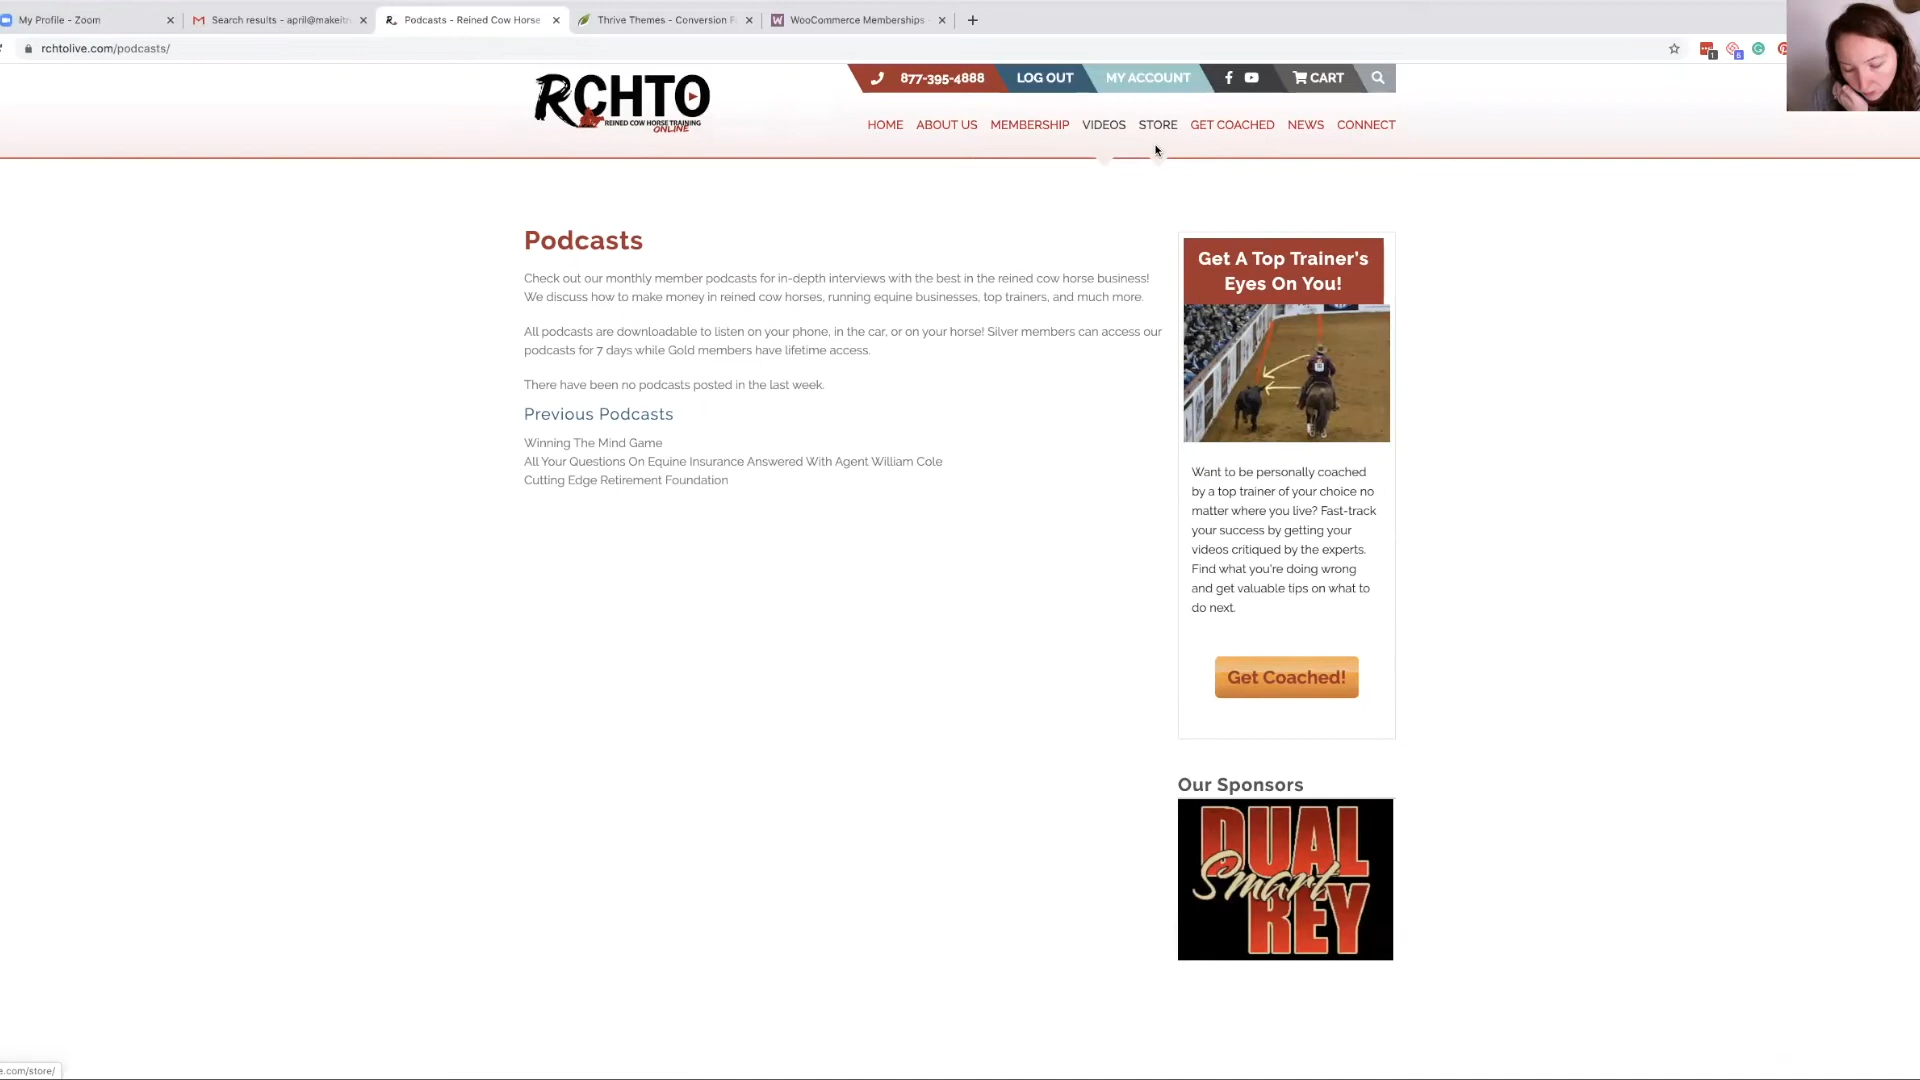 My Profile - Zoom
Search results - april@makeitr
Podcasts - Reined Cow Horse
Thrive Themes - Conversion F
WooCommerce Memberships -
rchtolive.com/podcasts/
RCHTO
REINED COW HORSE TRAINING
ONLINE
877-395-4888
LOG OUT
MY ACCOUNT
CART
HOME
ABOUT US
MEMBERSHIP
VIDEOS
STORE
GET COACHED
NEWS
CONNECT
Podcasts
Check out our monthly member podcasts for in-depth interviews with the best in the reined cow horse business!
We discuss how to make money in reined cow horses, running equine businesses, top trainers, and much more.
All podcasts are downloadable to listen on your phone, in the car, or on your horse! Silver members can access our
podcasts for 7 days while Gold members have lifetime access.
There have been no podcasts posted in the last week.
Previous Podcasts
Winning The Mind Game
All Your Questions On Equine Insurance Answered With Agent William Cole
Cutting Edge Retirement Foundation
Get A Top Trainer's
Eyes On You!
Want to be personally coached
by a top trainer of your choice no
matter where you live? Fast-track
your success by getting your
videos critiqued by the experts.
Find what you're doing wrong
and get valuable tips on what to
do next.
Get Coached!
Our Sponsors
DUAL
Smart
REY
e.com/store/